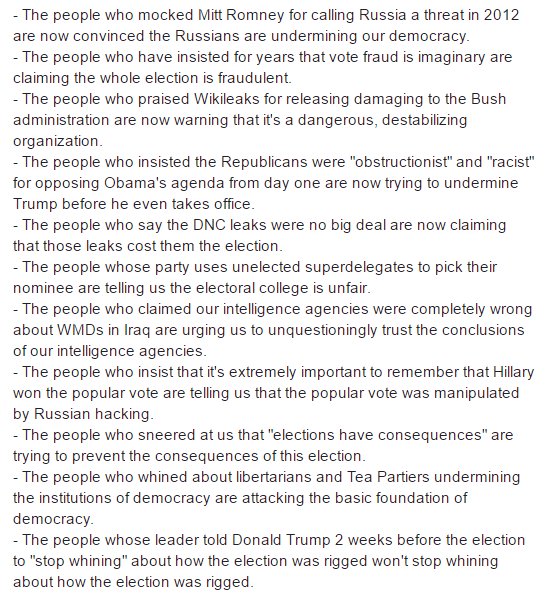 - The people who mocked Mitt Romney for calling Russia a threat in 2012
are now convinced the Russians are undermining our democracy.
- The people who have insisted for years that vote fraud is imaginary are
claiming the whole election is fraudulent.
- The people who praised Wikileaks for releasing damaging to the Bush
administration are now warning that it's a dangerous, destabilizing
organization.
- The people who insisted the Republicans were "obstructionist" and "racist"
for opposing Obama's agenda from day one are now trying to undermine
Trump before he even takes office.
- The people who say the DNC leaks were no big deal are now claiming
that those leaks cost them the election.
- The people whose party uses unelected superdelegates to pick their
nominee are telling us the electoral college is unfair.
- The people who claimed our intelligence agencies were completely wrong
about WMDs in Iraq are urging us to unquestioningly trust the conclusions
of our intelligence agencies.
- The people who insist that it's extremely important to remember that Hillary
won the popular vote are telling us that the popular vote was manipulated
by Russian hacking.
- The people who sneered at us that "elections have consequences" are
trying to prevent the consequences of this election.
- The people who whined about libertarians and Tea Partiers undermining
the institutions of democracy are attacking the basic foundation of
democracy.
- The people whose leader told Donald Trump 2 weeks before the election
to "stop whining" about how the election was rigged won't stop whining
about how the election was rigged.